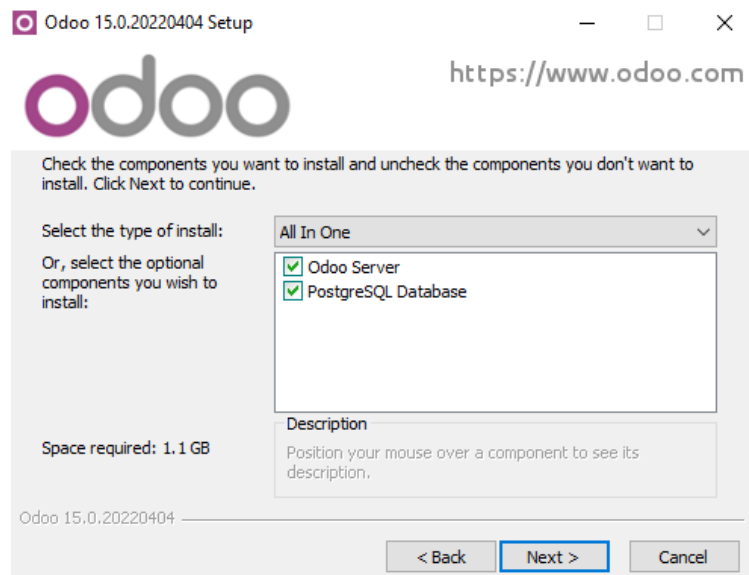 Odoo 15.0.20220404 Setup
odoo
https://www.odoo.com
Check the components you want to install and uncheck the components you don't want to
install. Click Next to continue.
Select the type of install:
All In One
Or, select the optional
components you wish to
install:
Odoo Server
PostgreSQL Database
Space required: 1.1 GB
Description
Position your mouse over a component to see its
description.
Odoo 15.0.20220404
< Back
Next >
Cancel